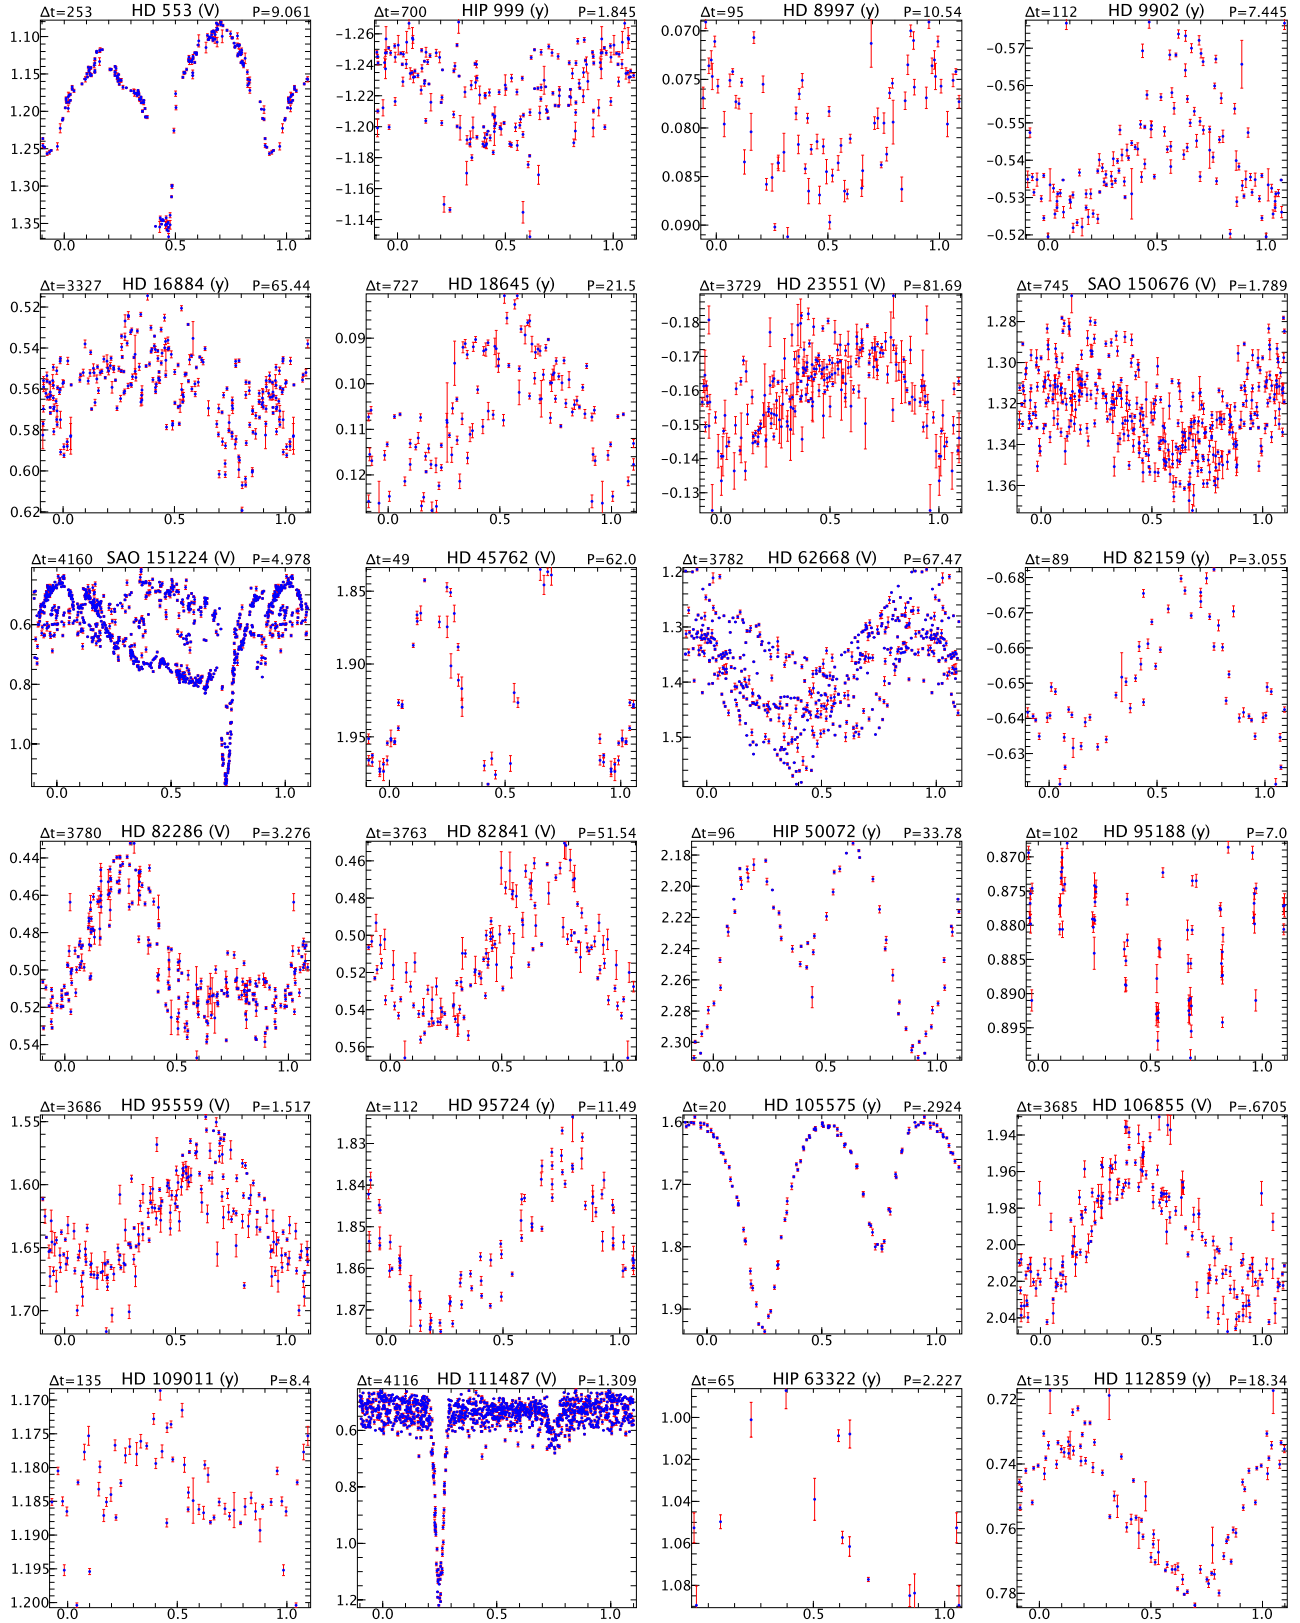 Δt=253 HD 553 (V) P=9.061
1.10
1.15
1.20
1.25
1.30
1.35
0.0 0.5 1.0
Δt=700 HIP 999 (y) P=1.845
−1.26
−1.24
−1.22
−1.20
−1.18
−1.16
−1.14
0.0 0.5 1.0
Δt=95 HD 8997 (y) P=10.54
0.070
0.075
0.080
0.085
0.090
0.0 0.5 1.0
Δt=112 HD 9902 (y) P=7.445
−0.57
−0.56
−0.55
−0.54
−0.53
−0.52
0.0 0.5 1.0
Δt=3327 HD 16884 (y) P=65.44
0.52
0.54
0.56
0.58
0.60
0.62
0.0 0.5 1.0
Δt=727 HD 18645 (y) P=21.5
0.09
0.10
0.11
0.12
0.0 0.5 1.0
Δt=3729 HD 23551 (V) P=81.69
−0.18
−0.17
−0.16
−0.15
−0.14
−0.13
0.0 0.5 1.0
Δt=745 SAO 150676 (V) P=1.789
1.28
1.30
1.32
1.34
1.36
0.0 0.5 1.0
Δt=4160 SAO 151224 (V) P=4.978
0.6
0.8
1.0
0.0 0.5 1.0
Δt=49 HD 45762 (V) P=62.0
1.85
1.90
1.95
0.0 0.5 1.0
Δt=3782 HD 62668 (V) P=67.47
1.2
1.3
1.4
1.5
0.0 0.5 1.0
Δt=89 HD 82159 (y) P=3.055
−0.68
−0.67
−0.66
−0.65
−0.64
−0.63
0.0 0.5 1.0
Δt=3780 HD 82286 (V) P=3.276
0.44
0.46
0.48
0.50
0.52
0.54
0.0 0.5 1.0
Δt=3763 HD 82841 (V) P=51.54
0.46
0.48
0.50
0.52
0.54
0.56
0.0 0.5 1.0
Δt=96 HIP 50072 (y) P=33.78
2.18
2.20
2.22
2.24
2.26
2.28
2.30
0.0 0.5 1.0
Δt=102 HD 95188 (y) P=7.0
0.870
0.875
0.880
0.885
0.890
0.895
0.0 0.5 1.0
Δt=3686 HD 95559 (V) P=1.517
1.55
1.60
1.65
1.70
0.0 0.5 1.0
Δt=112 HD 95724 (y) P=11.49
1.83
1.84
1.85
1.86
1.87
0.0 0.5 1.0
Δt=20 HD 105575 (y) P=.2924
1.6
1.7
1.8
1.9
0.0 0.5 1.0
Δt=3685 HD 106855 (V) P=.6705
1.94
1.96
1.98
2.00
2.02
2.04
0.0 0.5 1.0
Δt=135 HD 109011 (y) P=8.4
1.170
1.175
1.180
1.185
1.190
1.195
1.200
0.0 0.5 1.0
Δt=4116 HD 111487 (V) P=1.309
0.6
0.8
1.0
1.2
0.0 0.5 1.0
Δt=65 HIP 63322 (y) P=2.227
1.00
1.02
1.04
1.06
1.08
0.0 0.5 1.0
Δt=135 HD 112859 (y) P=18.34
0.72
0.74
0.76
0.78
0.0 0.5 1.0